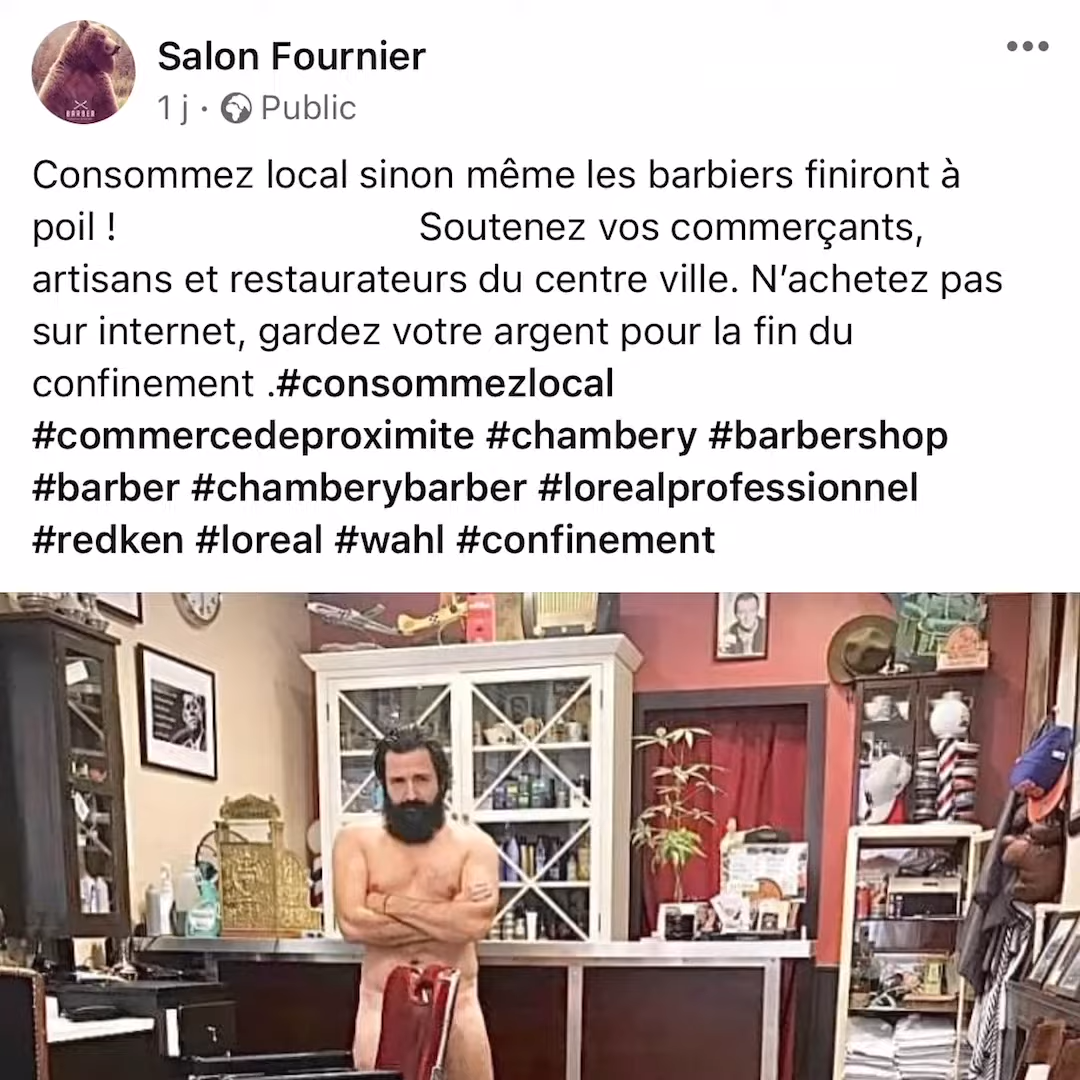 Salon Fournier
1 j · Public
Consommez local sinon même les barbiers finiront à
poil ! Soutenez vos commerçants,
artisans et restaurateurs du centre ville. N’achetez pas
sur internet, gardez votre argent pour la fin du
confinement .#consommezlocal
#commercedeproximite #chambery #barbershop
#barber #chamberybarber #lorealprofessionnel
#redken #loreal #wahl #confinement
BARBER